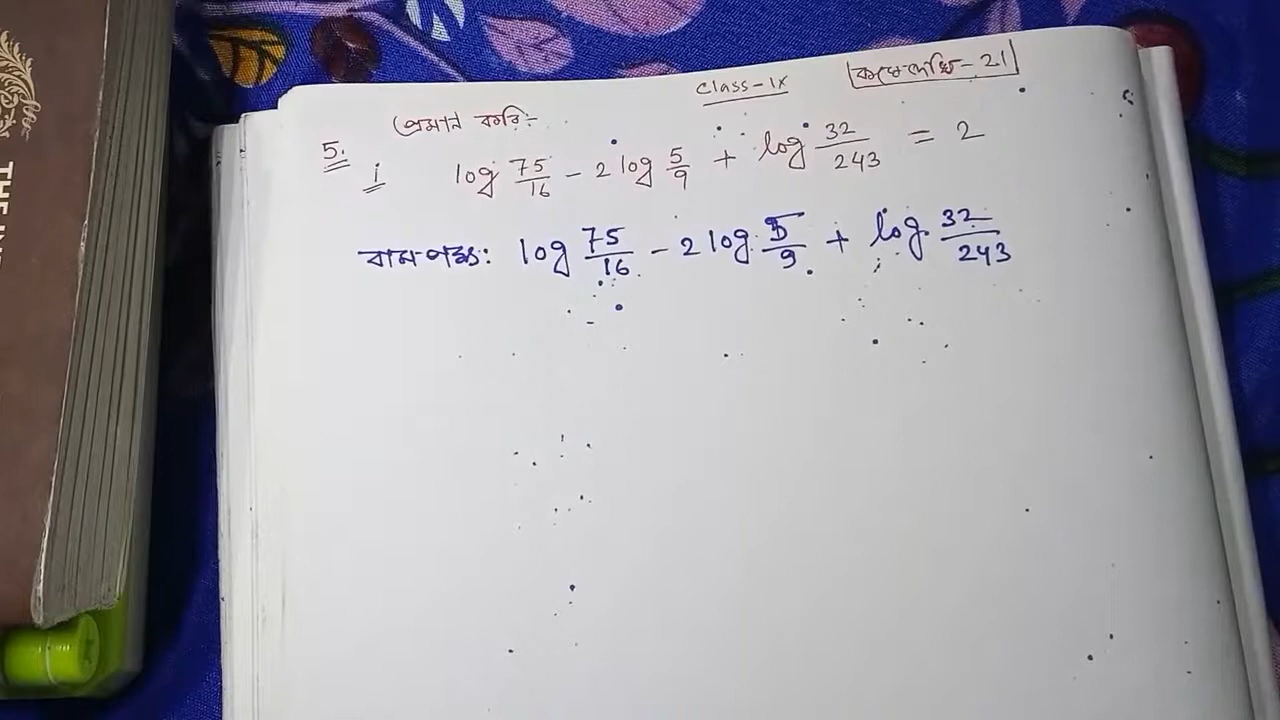 Class-IX
কষে দেখি-21
প্রমাণ করি:-
5. i log 75/16 - 2 log 5/9 + log 32/243 = 2
বামপক্ষ: log 75/16 - 2 log 5/9 + log 32/243
THE